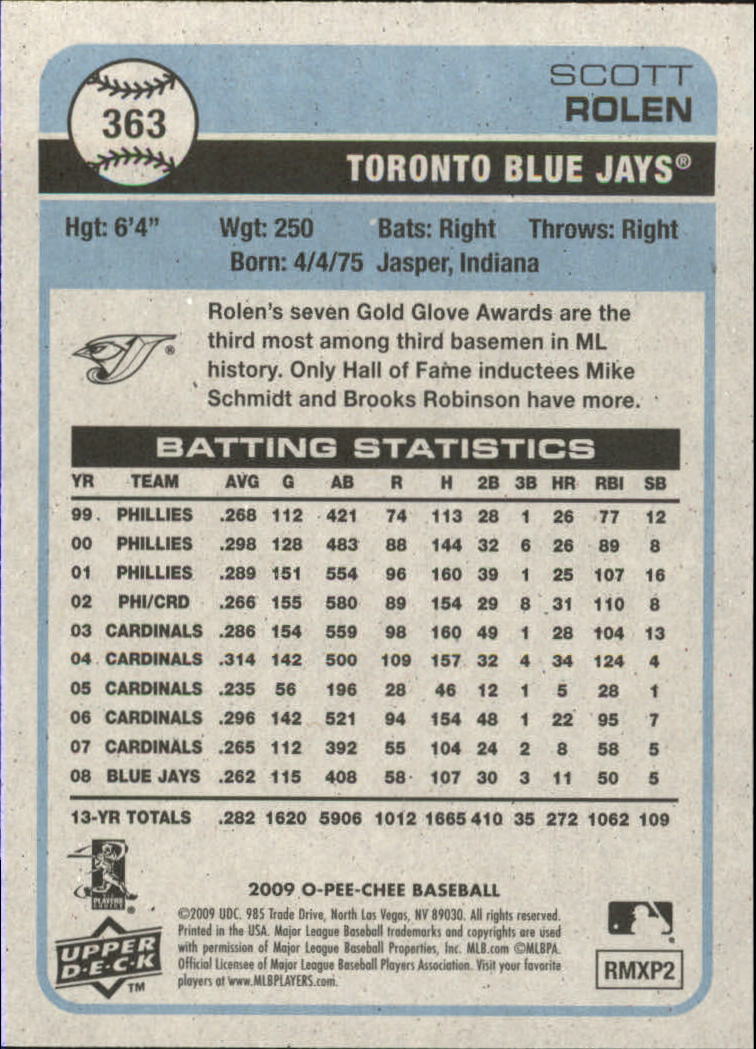 SCOTT
ROLEN
363
TORONTO BLUE JAYS®
Hgt: 6'4" Wgt: 250 Bats: Right Throws: Right
Born: 4/4/75 Jasper, Indiana
Rolen's seven Gold Glove Awards are the
third most among third basemen in ML
history. Only Hall of Fame inductees Mike
Schmidt and Brooks Robinson have more.
®
BATTING STATISTICS
YR TEAM AVG G AB R H 2B 3B HR RBI SB
99 PHILLIES .268 112 421 74 113 28 1 26 77 12
00 PHILLIES .298 128 483 88 144 32 6 26 89 8
01 PHILLIES .289 151 554 96 160 39 1 25 107 16
02 PHI/CRD .266 155 580 89 154 29 8 31 110 8
03 CARDINALS .286 154 559 98 160 49 1 28 104 13
04 CARDINALS .314 142 500 109 157 32 4 34 124 4
05 CARDINALS .235 56 196 28 46 12 1 5 28 1
06 CARDINALS .296 142 521 94 154 48 1 22 95 7
07 CARDINALS .265 112 392 55 104 24 2 8 58 5
08 BLUE JAYS .262 115 408 58 107 30 3 11 50 5
13-YR TOTALS .282 1620 5906 1012 1665 410 35 272 1062 109
PLAYERS
CHOICE
®
2009 O-PEE-CHEE BASEBALL
©2009 UDC. 985 Trade Drive, North Las Vegas, NV 89030. All rights reserved.
Printed in the USA. Major League Baseball trademarks and copyrights are used
with permission of Major League Baseball Properties, Inc. MLB.com ©MLBPA.
Official Licensee of Major League Baseball Players Association. Visit your favorite
players at www.MLBPLAYERS.com.
UPPER
D•E•C•K
TM
RMXP2